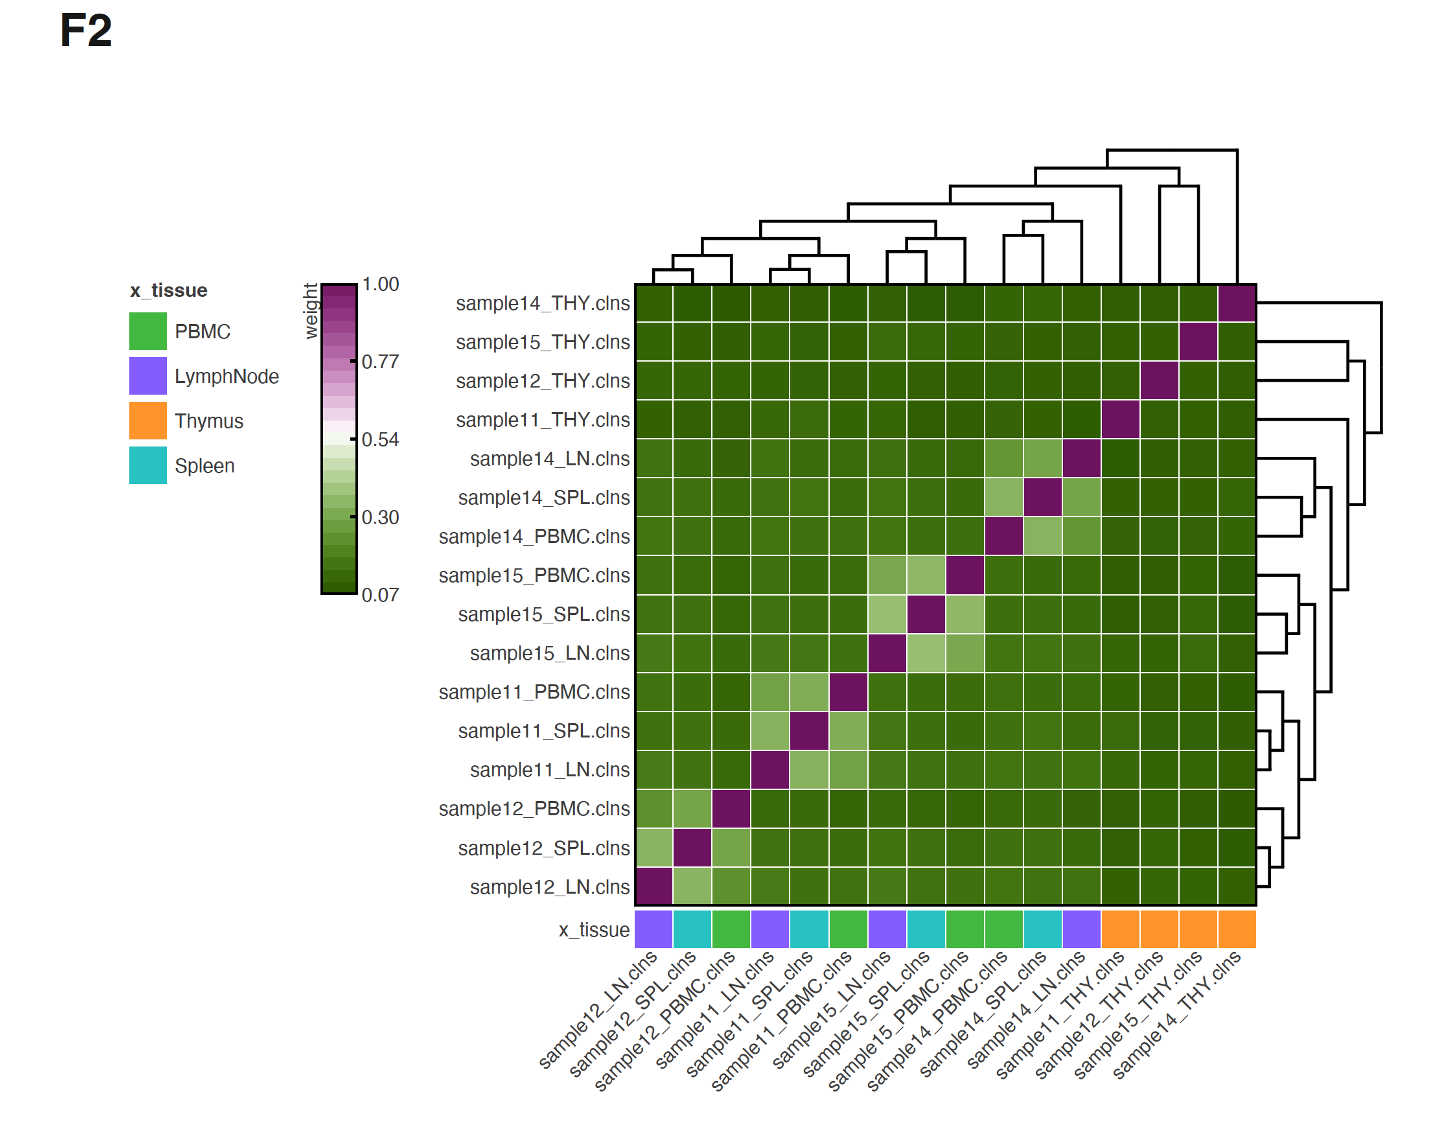 F2
x_tissue
PBMC
LymphNode
Thymus
Spleen
weight
1.00
0.77
0.54
0.30
0.07
sample14_THY.clns
sample15_THY.clns
sample12_THY.clns
sample11_THY.clns
sample14_LN.clns
sample14_SPL.clns
sample14_PBMC.clns
sample15_PBMC.clns
sample15_SPL.clns
sample15_LN.clns
sample11_PBMC.clns
sample11_SPL.clns
sample11_LN.clns
sample12_PBMC.clns
sample12_SPL.clns
sample12_LN.clns
x_tissue
sample12_LN.clns
sample12_SPL.clns
sample12_PBMC.clns
sample11_LN.clns
sample11_SPL.clns
sample11_PBMC.clns
sample15_LN.clns
sample15_SPL.clns
sample15_PBMC.clns
sample14_PBMC.clns
sample14_SPL.clns
sample14_LN.clns
sample11_THY.clns
sample12_THY.clns
sample15_THY.clns
sample14_THY.clns